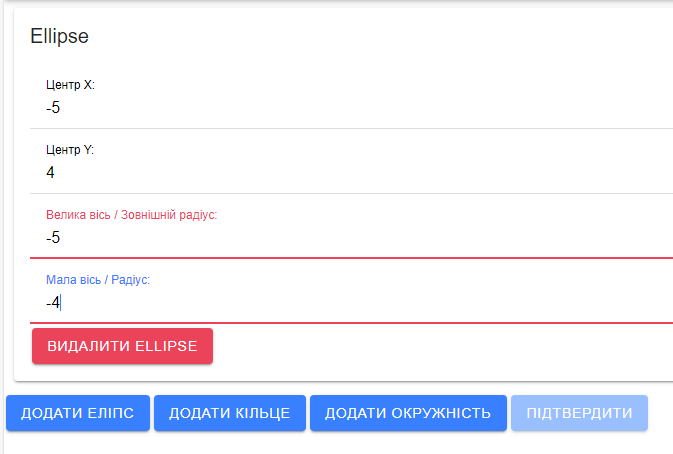 Ellipse
Центр X:
-5
Центр Y:
4
Велика вісь / Зовнішній радіус:
-5
Мала вісь / Радіус:
-4
ВИДАЛИТИ ELLIPSE
ДОДАТИ ЕЛІПС ДОДАТИ КІЛЬЦЕ ДОДАТИ ОКРУЖНІСТЬ ПІДТВЕРДИТИ